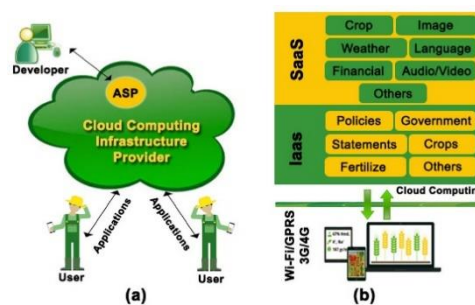 Developer
ASP
Cloud Computing
Infrastructure
Provider
Applications
Applications
User
User
(a)
SaaS
Crop
Image
Weather
Language
Financial
Audio/Video
Others
Iaas
Policies
Government
Statements
Crops
Fertilize
Others
Cloud Computin
Wi-Fi/GPRS
3G/4G
(b)